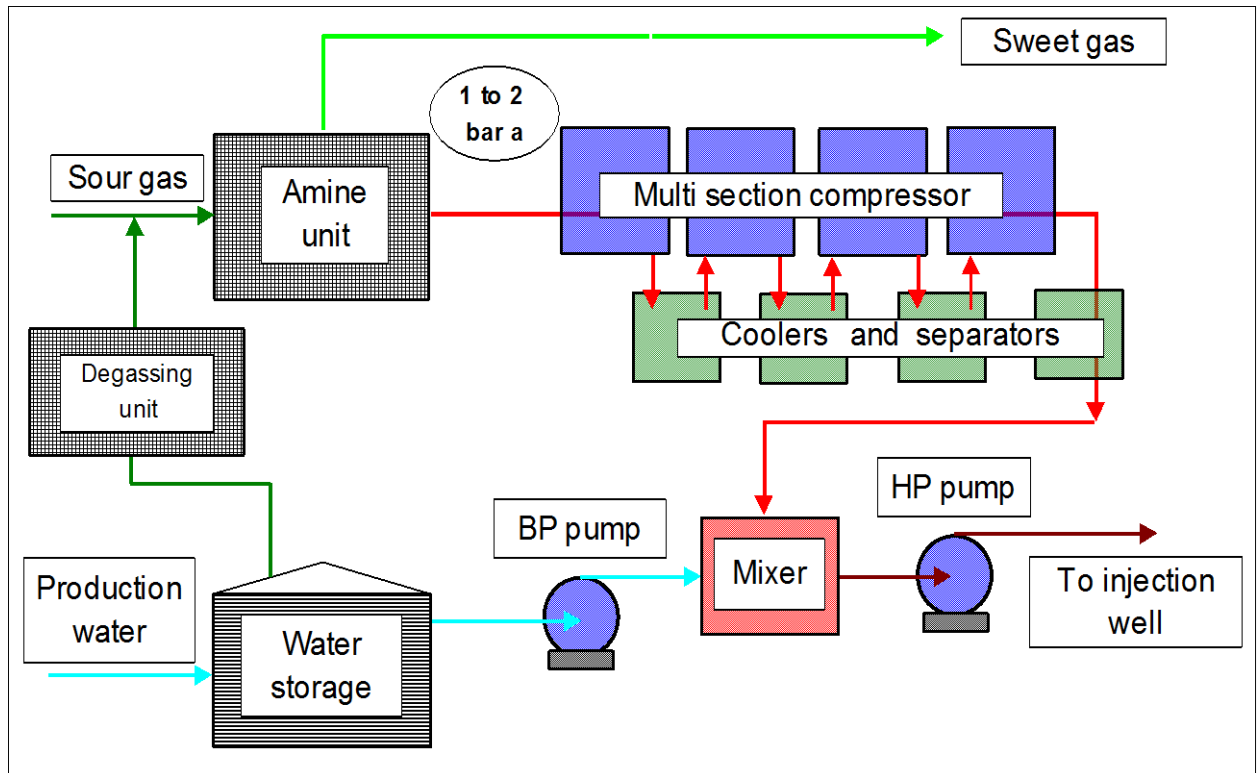 Sweet gas
1 to 2
bar a
Sour gas
Amine
unit
Multi section compressor
Coolers and separators
Degassing
unit
HP pump
BP pump
Mixer
Production
water
Water
storage
To injection
well